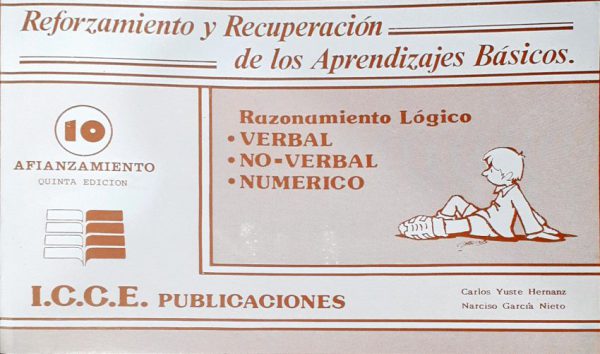 Reforzamiento y Recuperación
de los Aprendizajes Básicos.
10
AFIANZAMIENTO
QUINTA EDICION
Razonamiento Lógico
• VERBAL
• NO-VERBAL
• NUMERICO
I.C.C.E. PUBLICACIONES
Carlos Yuste Hernanz
Narciso García Nieto